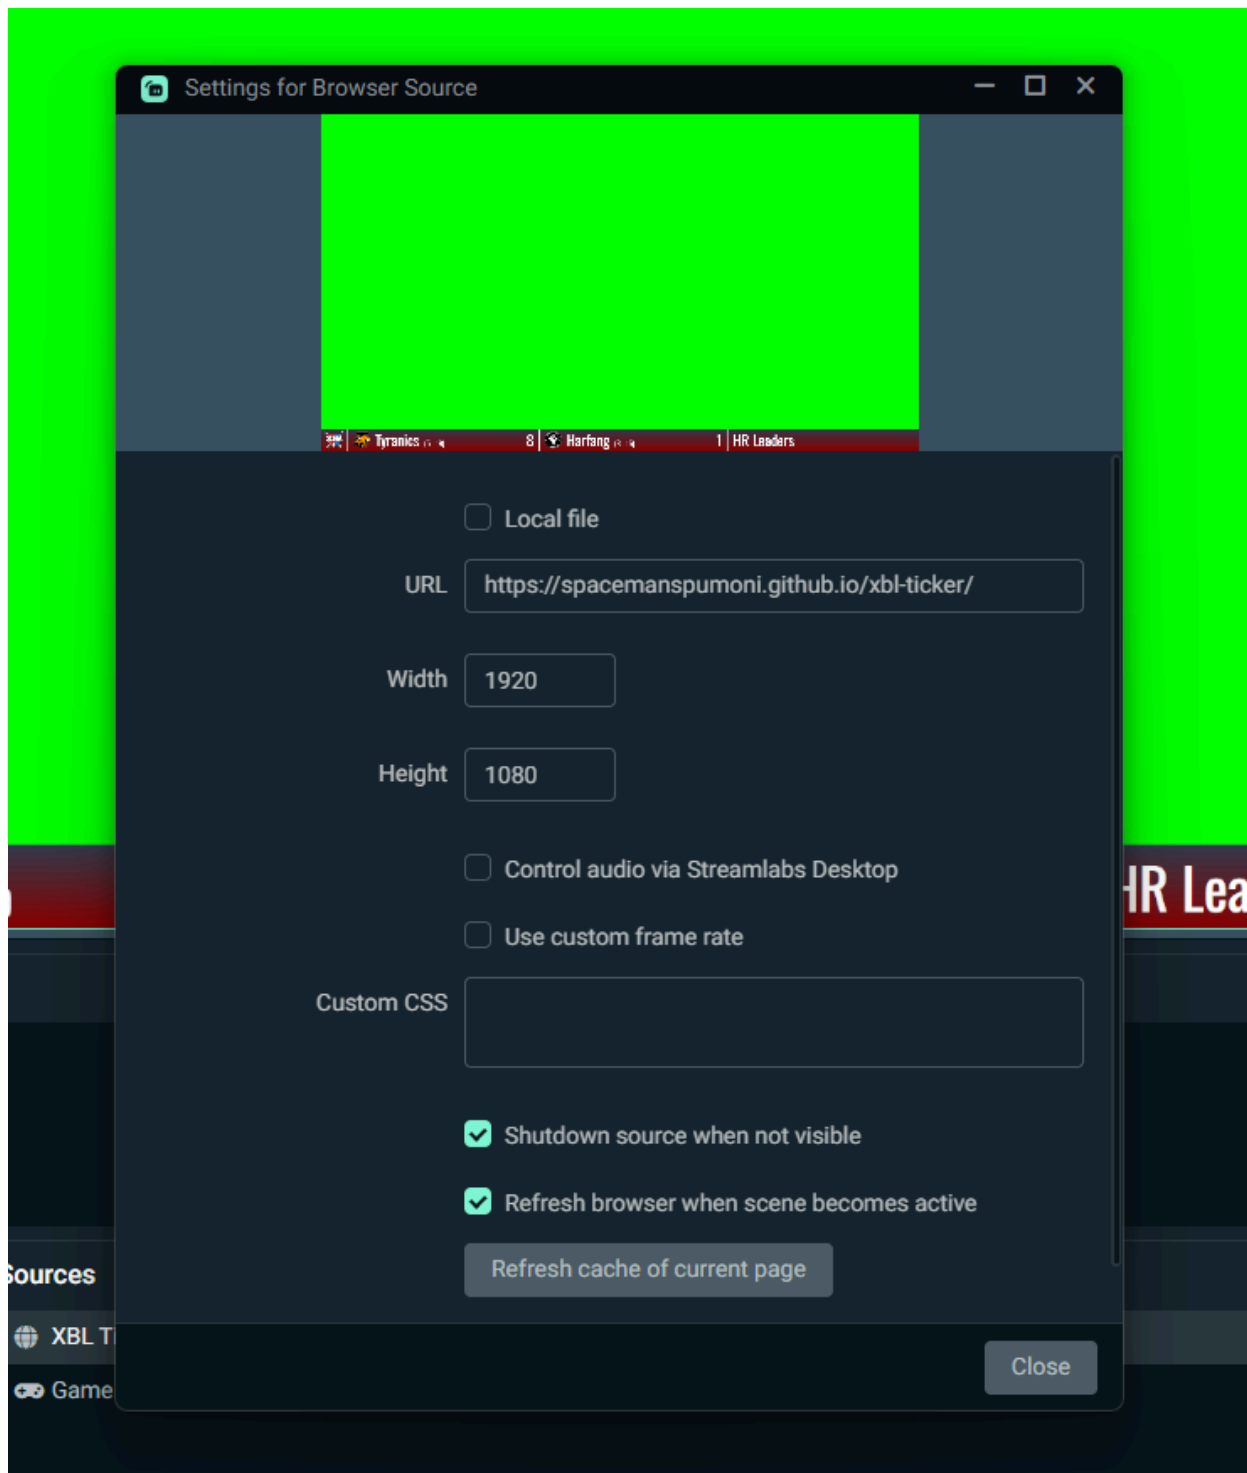 Settings for Browser Source
Tyranics 8 Harfang 1 HR Leaders
Local file
URL https://spacemanspumoni.github.io/xbl-ticker/
Width 1920
Height 1080
Control audio via Streamlabs Desktop
HR Lea
Use custom frame rate
Custom CSS
Shutdown source when not visible
Refresh browser when scene becomes active
Refresh cache of current page
Sources
XBL Ti
Game
Close